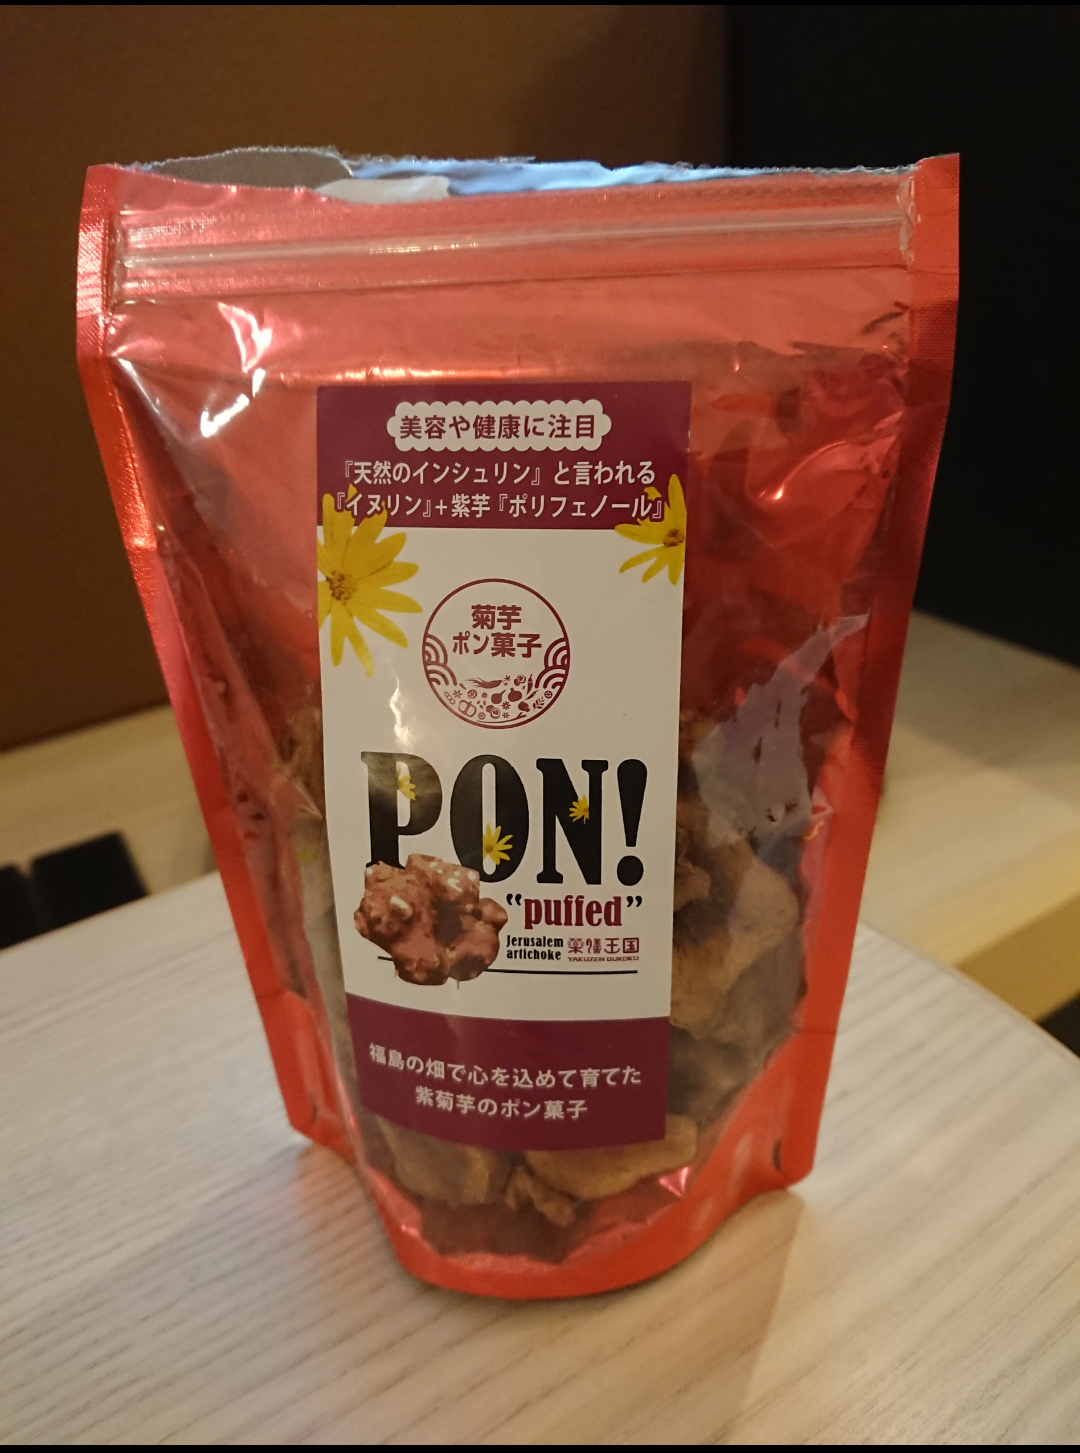 美容や健康に注目
『天然のインシュリン』と言われる
『イヌリン』+紫芋『ポリフェノール』
菊芋
ポン菓子
PON!
“puffed”
Jerusalem
artichoke
薬膳王国
YAKUZEN OUKOKU
福島の畑で心を込めて育てた
紫菊芋のポン菓子